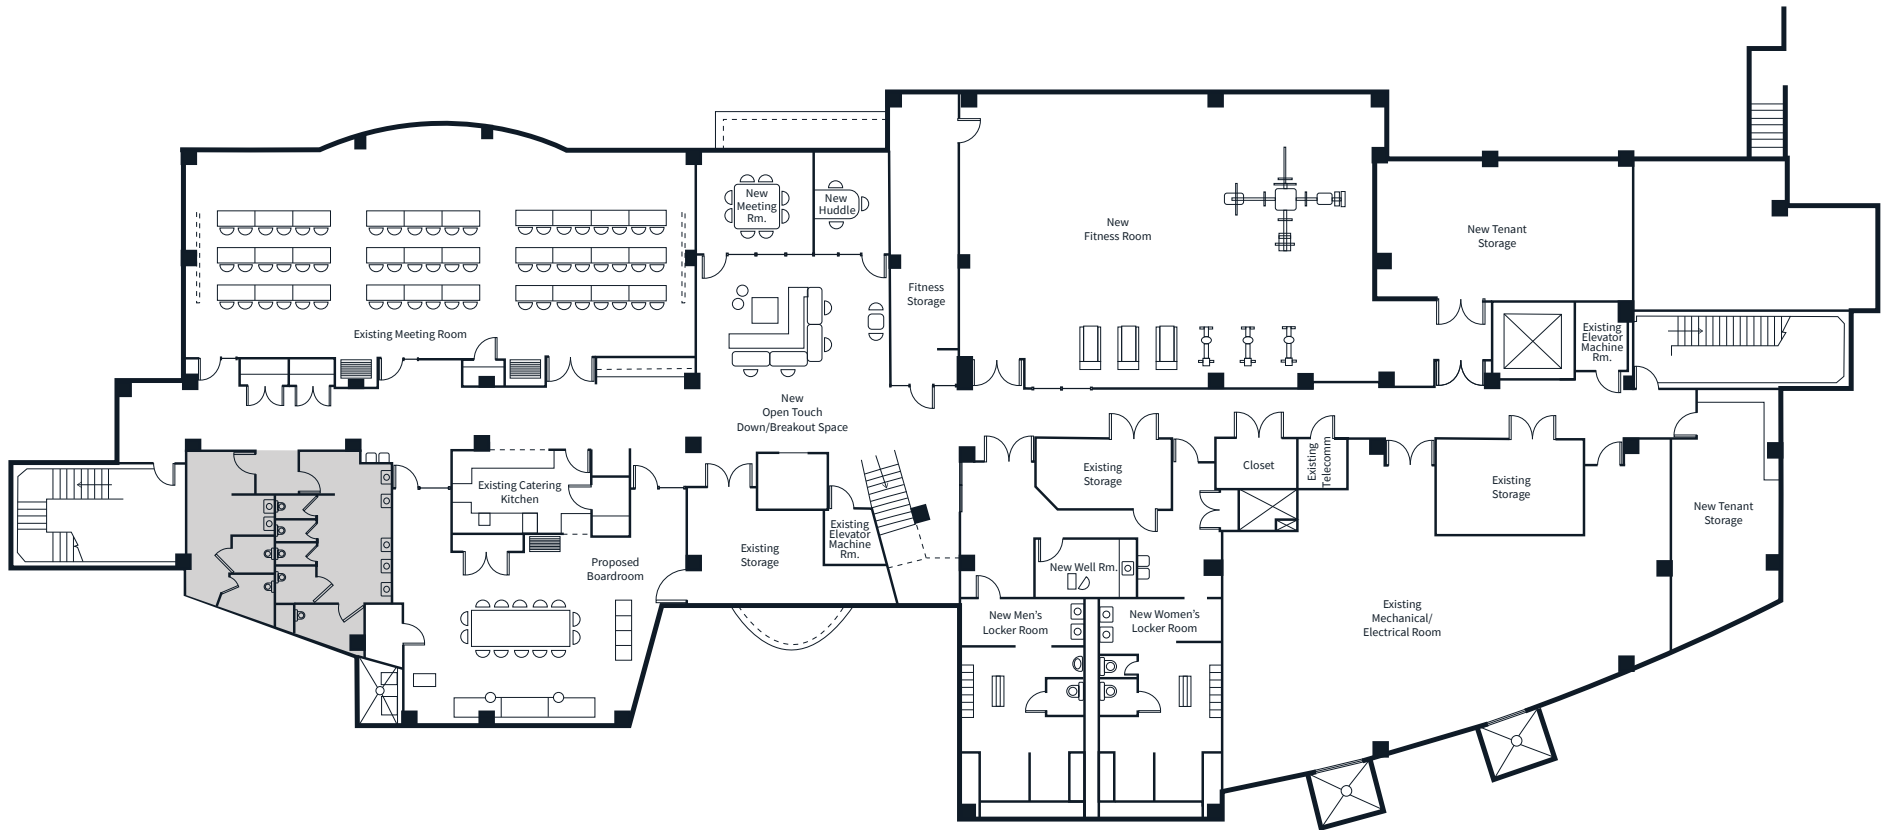 New
Meeting
Rm.
New
Huddle
New
Fitness Room
New Tenant
Storage
Fitness
Storage
Existing Meeting Room
Existing
Elevator
Machine
Rm.
New
Open Touch
Down/Breakout Space
Existing Catering
Kitchen
Existing
Storage
Closet
Existing
Telecomm
Existing
Storage
New Tenant
Storage
Existing
Elevator
Machine
Rm.
Existing
Storage
Proposed
Boardroom
New Well Rm.
New Men’s
Locker Room
New Women’s
Locker Room
Existing
Mechanical/
Electrical Room